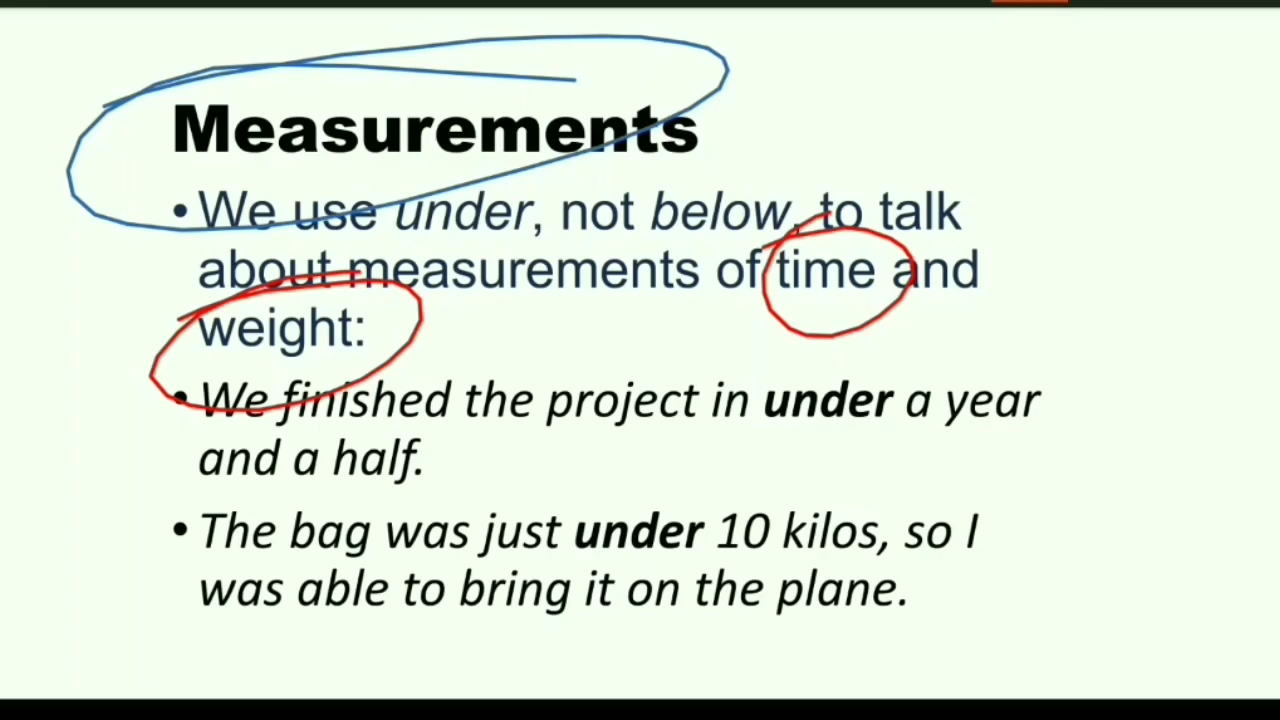 Measurements
• We use under, not below, to talk
about measurements of time and
weight:
• We finished the project in under a year
and a half.
• The bag was just under 10 kilos, so I
was able to bring it on the plane.